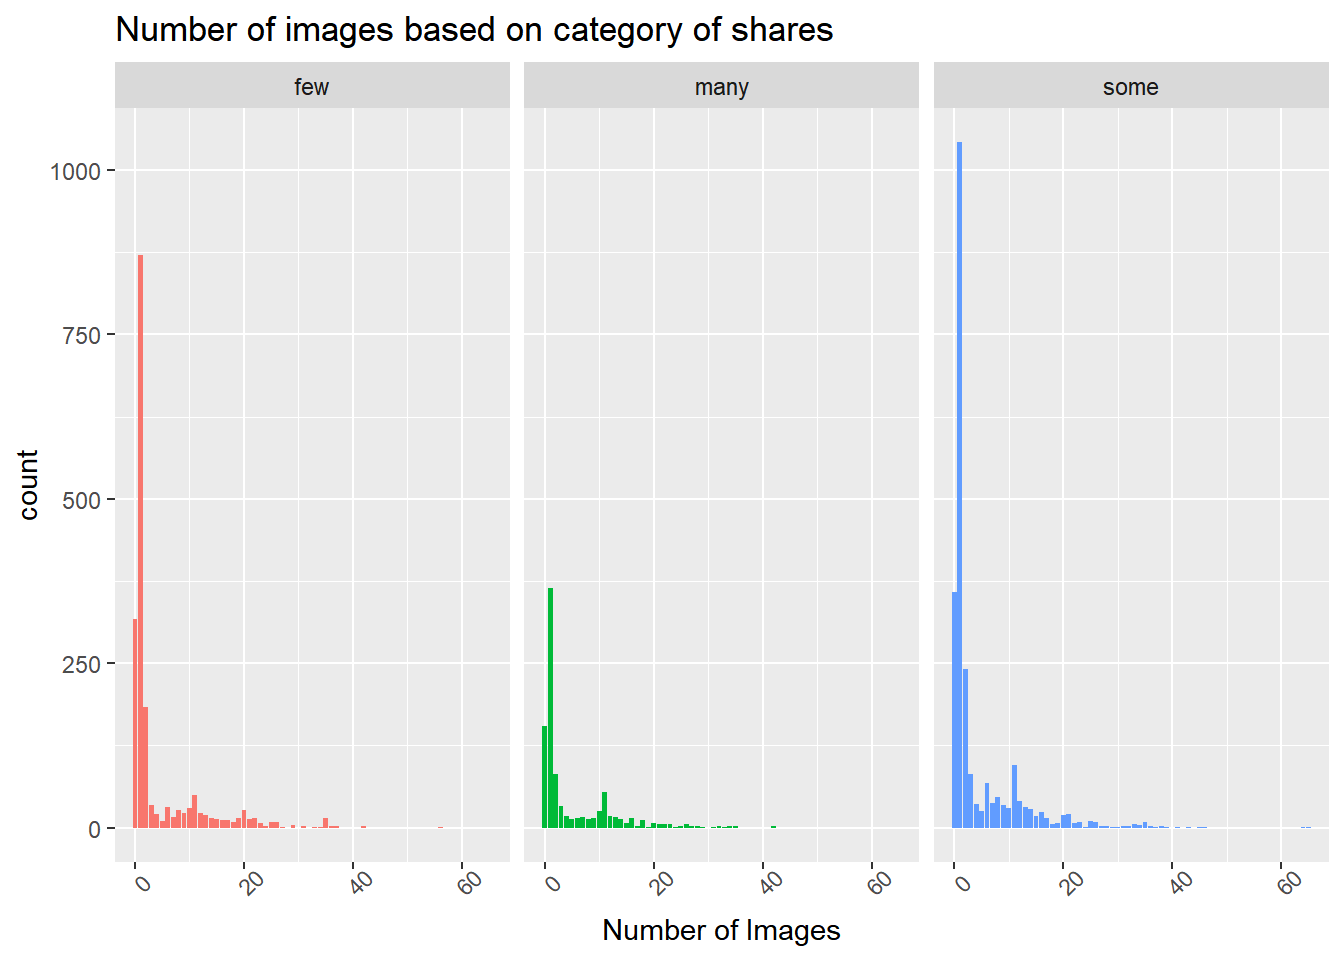 Number of images based on category of shares
few many some
1000
750
500
250
0
count
0 20 40 60 0 20 40 60 0 20 40 60
Number of Images